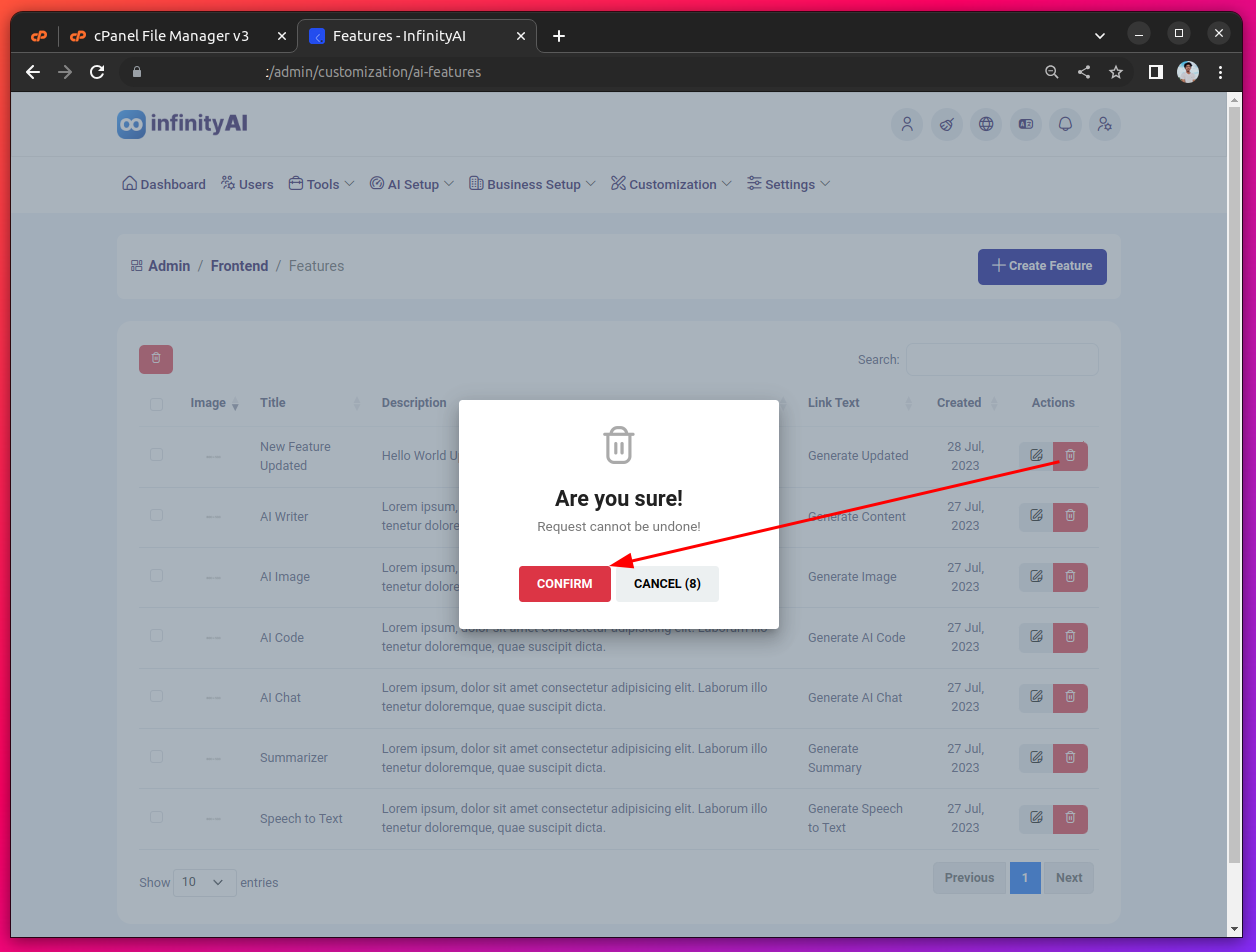 cPanel File Manager v3
Features - InfinityAI
:/admin/customization/ai-features
infinityAI
Dashboard Users Tools AI Setup Business Setup Customization Settings
Admin / Frontend / Features
Create Feature
Search:
Image Title Description Link Text Created Actions
New Feature Updated Hello World U Generate Updated 28 Jul, 2023
AI Writer Lorem ipsum, tenetur dolore Generate Content 27 Jul, 2023
AI Image Lorem ipsum, tenetur dolore Generate Image 27 Jul, 2023
Are you sure!
Request cannot be undone!
CONFIRM
CANCEL (8)
AI Code Lorem ipsum, dolor sit amet consectetur adipisicing elit. Laborum illo tenetur doloremque, quae suscipit dicta. Generate AI Code 27 Jul, 2023
AI Chat Lorem ipsum, dolor sit amet consectetur adipisicing elit. Laborum illo tenetur doloremque, quae suscipit dicta. Generate AI Chat 27 Jul, 2023
Summarizer Lorem ipsum, dolor sit amet consectetur adipisicing elit. Laborum illo tenetur doloremque, quae suscipit dicta. Generate Summary 27 Jul, 2023
Speech to Text Lorem ipsum, dolor sit amet consectetur adipisicing elit. Laborum illo tenetur doloremque, quae suscipit dicta. Generate Speech to Text 27 Jul, 2023
Show 10 entries
Previous 1 Next